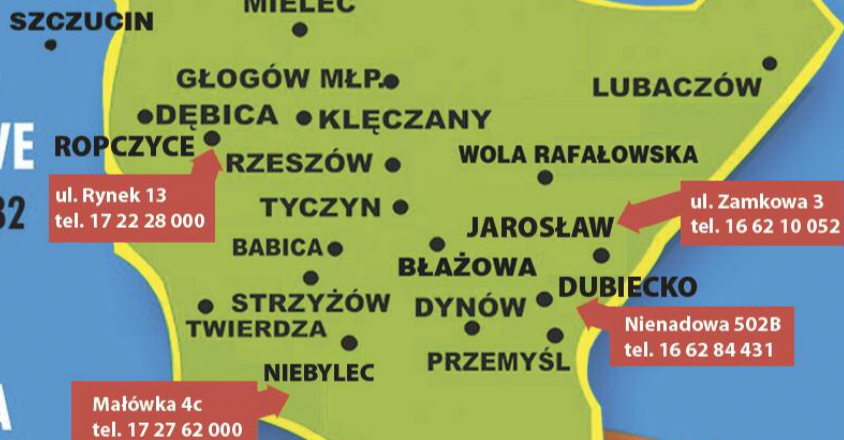 MIELEC
SZCZUCIN
GŁOGÓW MŁP.
LUBACZÓW
DĘBICA
KLĘCZANY
ROPCZYCE
RZESZÓW
WOLA RAFAŁOWSKA
ul. Rynek 13
tel. 17 22 28 000
TYCZYN
JAROSŁAW
ul. Zamkowa 3
tel. 16 62 10 052
BABICA
BŁAŻOWA
STRZYŻÓW
DYNÓW
DUBIECKO
TWIERDZA
Nienadowa 502B
tel. 16 62 84 431
PRZEMYŚL
NIEBYLEC
Małówka 4c
tel. 17 27 62 000